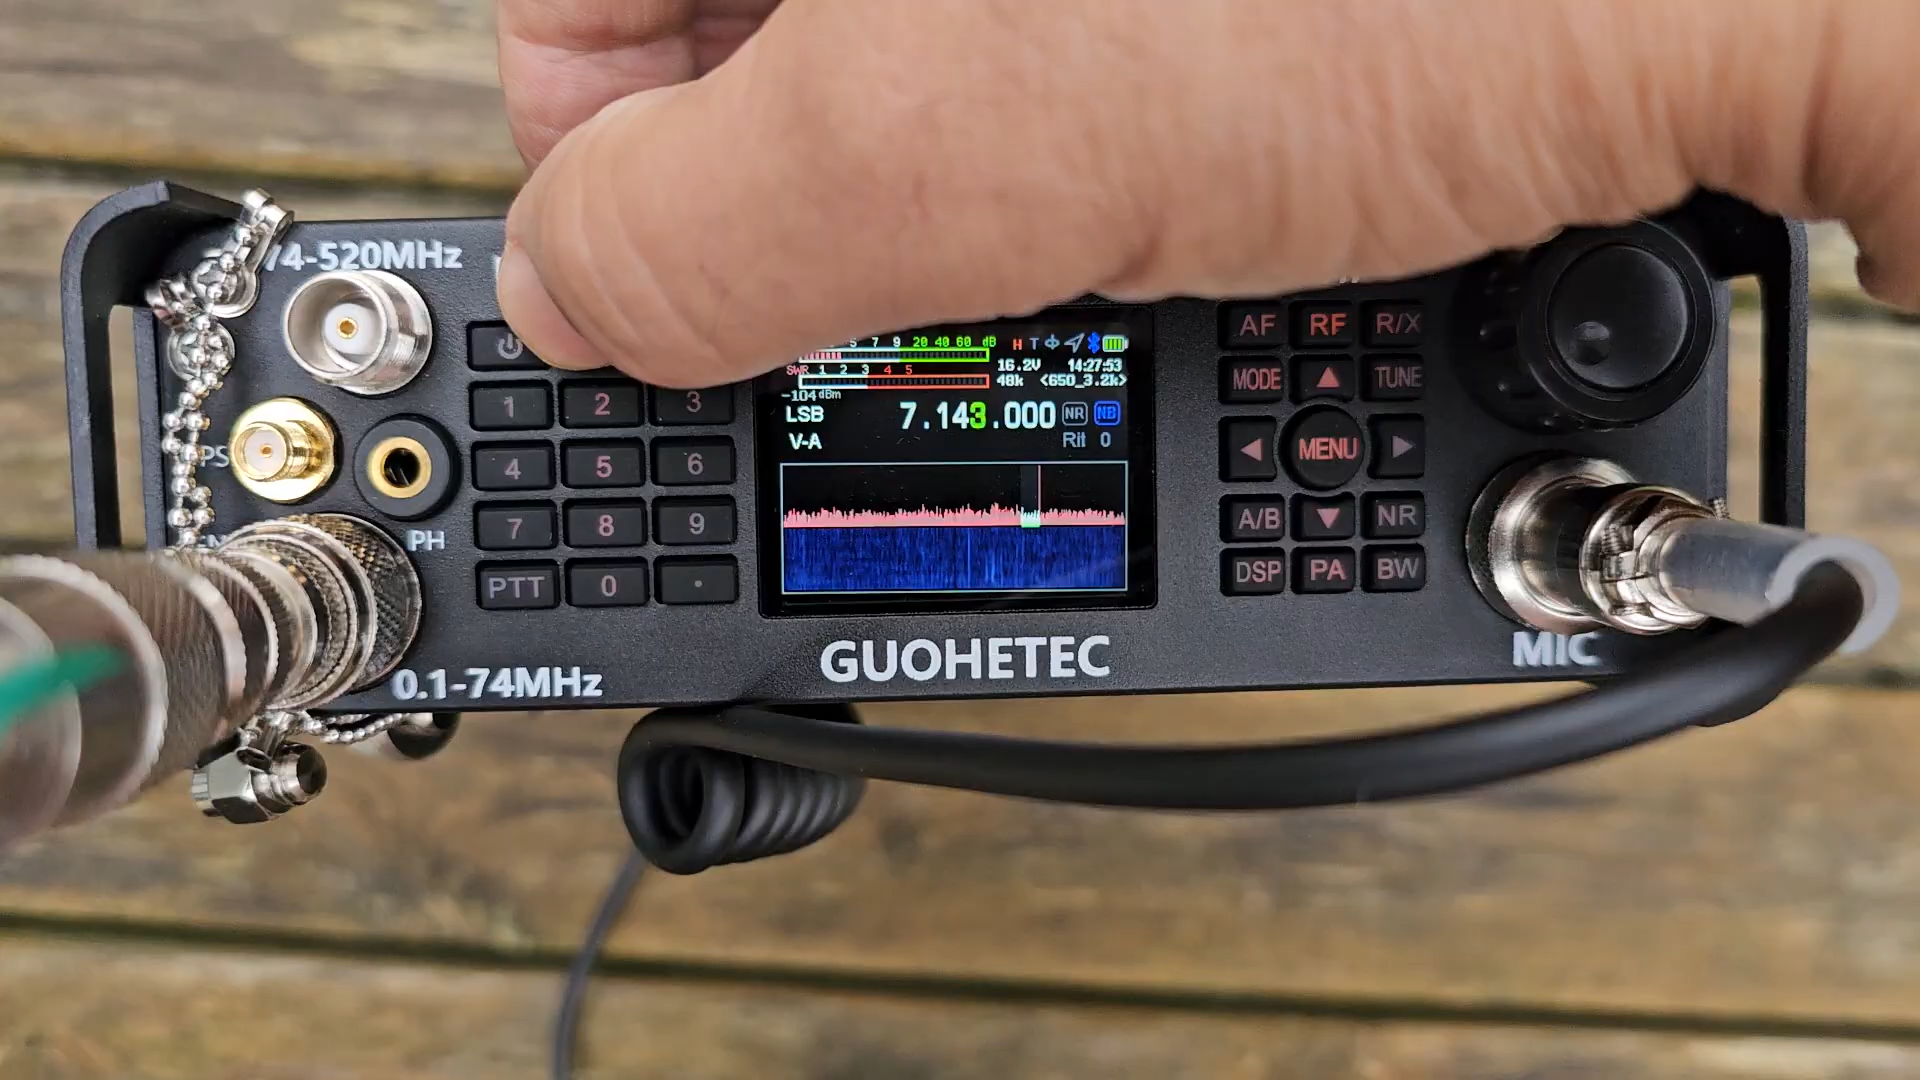 74-520MHz
PH
0.1-74MHz
1 2 3
4 5 6
7 8 9
PTT 0 .
5 7 9 20 40 60 dB
H T
SWR 1 2 3 4 5
16.2V 14:27:53
48k <650_3.2k>
-104dBm
LSB 7.143.000 NR NB
V-A Rit 0
GUOHETEC
AF RF R/X
MODE TUNE
MENU
A/B NR
DSP PA BW
MIC